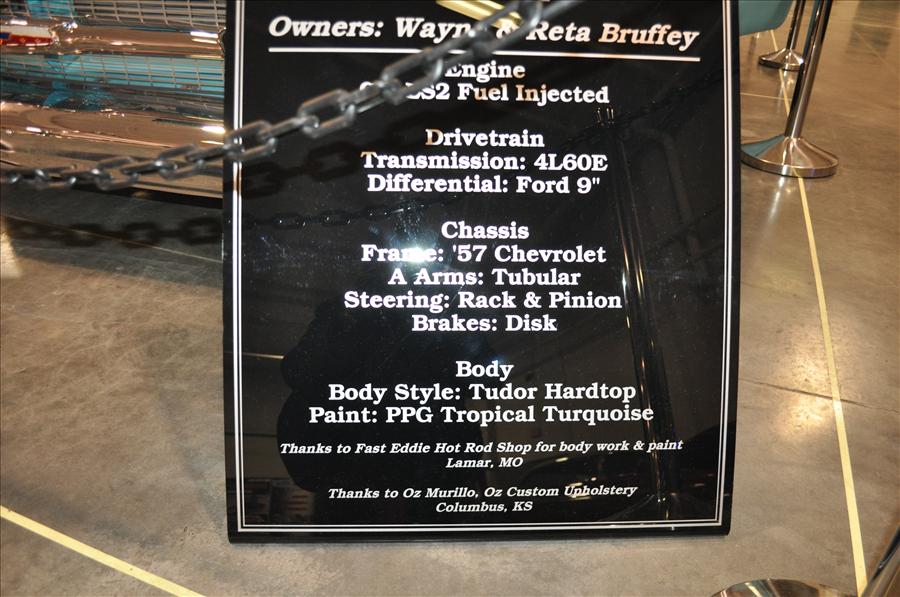 Owners: Wayne & Reta Bruffey
Engine
LS2 Fuel Injected
Drivetrain
Transmission: 4L60E
Differential: Ford 9"
Chassis
Frame: '57 Chevrolet
A Arms: Tubular
Steering: Rack & Pinion
Brakes: Disk
Body
Body Style: Tudor Hardtop
Paint: PPG Tropical Turquoise
Thanks to Fast Eddie Hot Rod Shop for body work & paint
Lamar, MO
Thanks to Oz Murillo, Oz Custom Upholstery
Columbus, KS